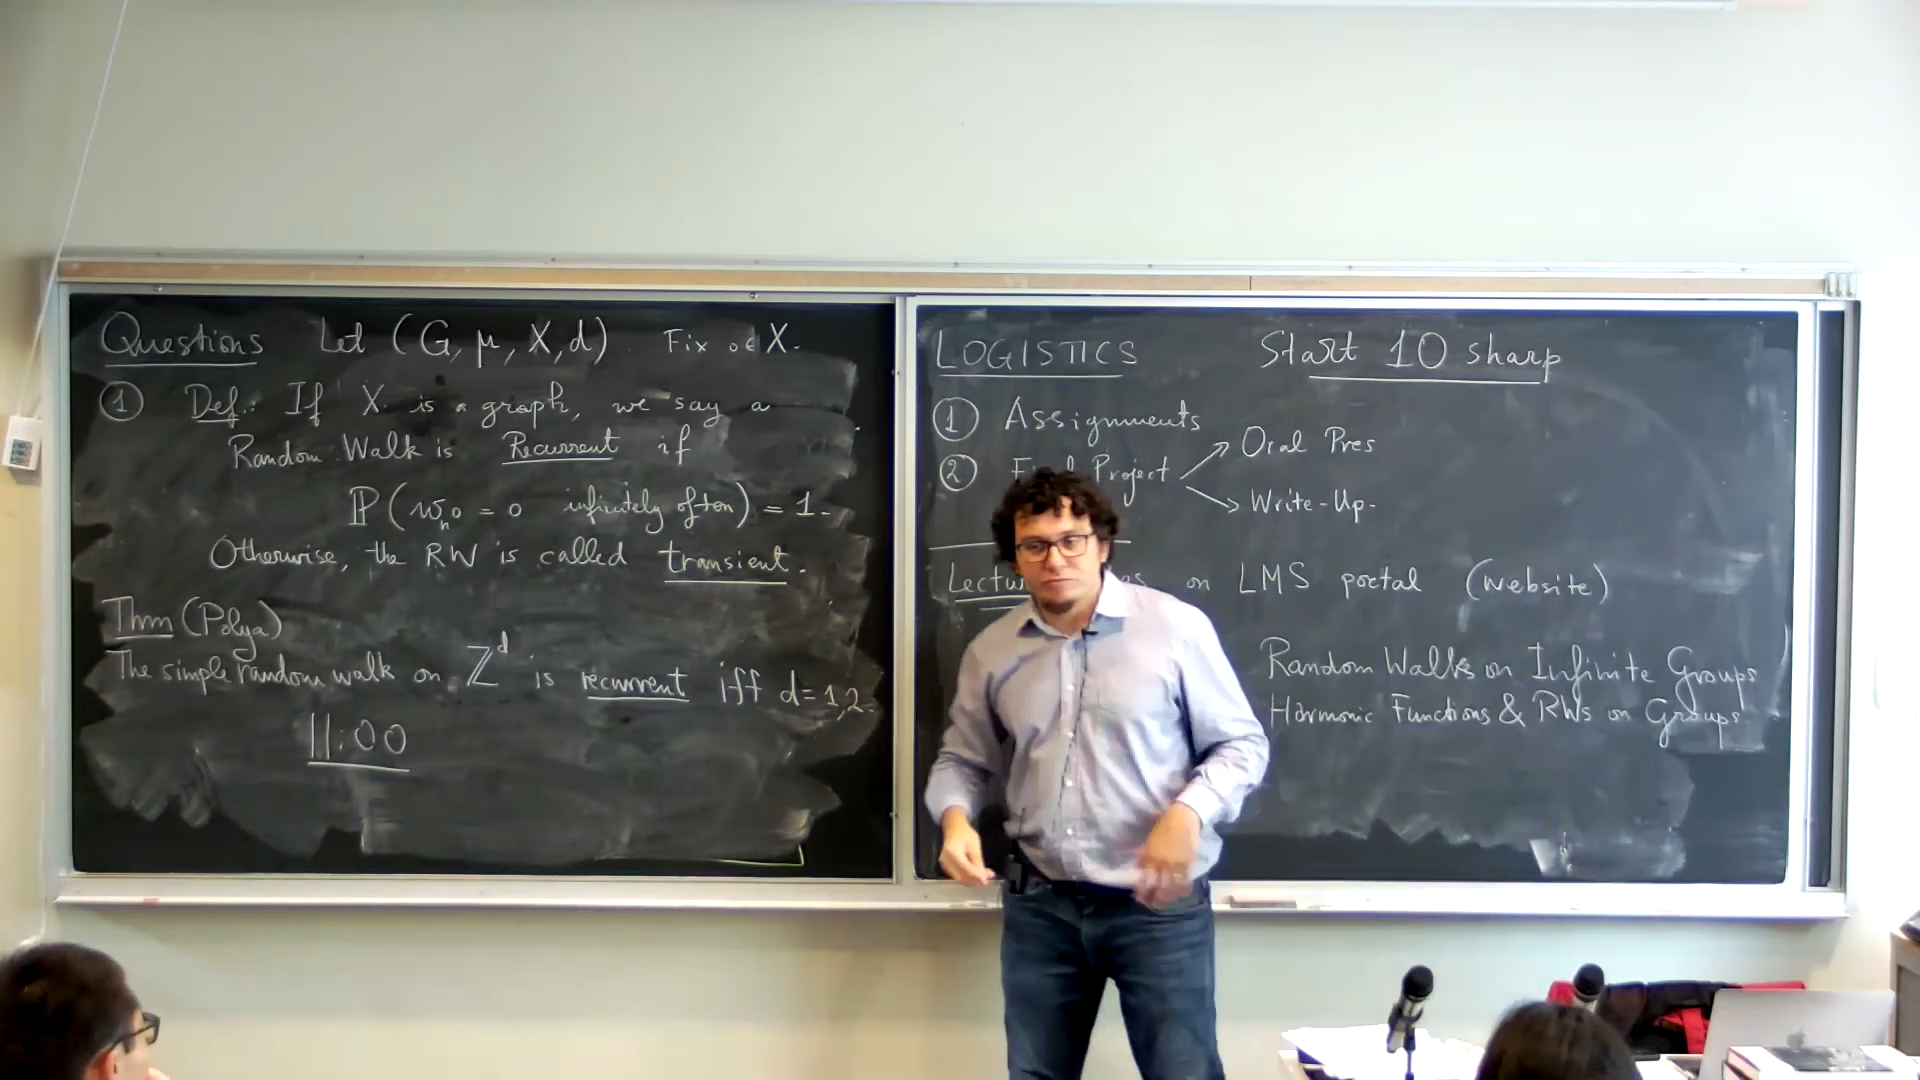 Questions Let (G, μ, X, d) Fix o∈X.
① Def.: If X is a graph, we say a
Random Walk is Recurrent if
ℙ(wₙo = o infinitely often) = 1.
Otherwise, the RW is called transient.
Thm (Polya)
The simple random walk on ℤᵈ is recurrent iff d=1,2.
11:00
LOGISTICS Start 10 sharp
① Assignments
② Project → Oral Pres
→ Write-Up.
on LMS portal (website)
Random Walks on Infinite Groups
Harmonic Functions & RWs on Groups